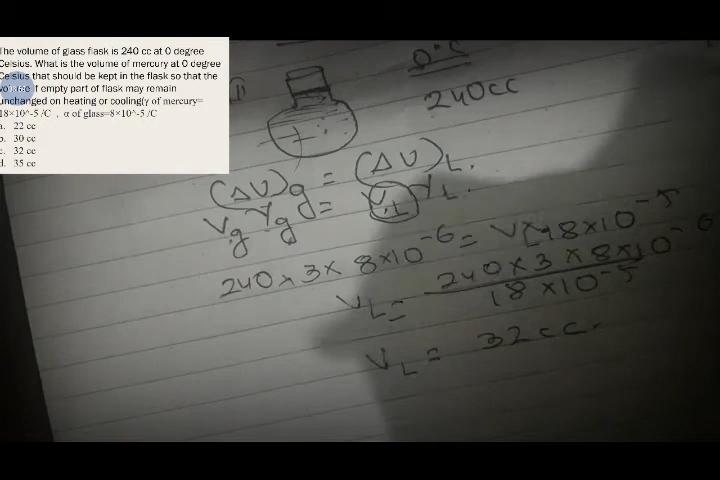 The volume of glass flask is 240 cc at 0 degree
Celsius. What is the volume of mercury at 0 degree
Celsius that should be kept in the flask so that the
of empty part of flask may remain
unchanged on heating or cooling(γ of mercury=
18×10^-5 /C , α of glass=8×10^-5 /C
a. 22 cc
b. 30 cc
c. 32 cc
d. 35 cc
0°C
240cc
(ΔV)g = (ΔV)L.
Vg γg = VL γL.
240 × 3 × 8×10^-6 = V × 18×10^-5
VL = 240 × 3 × 8×10^-6
18 ×10^-5
VL = 32cc.